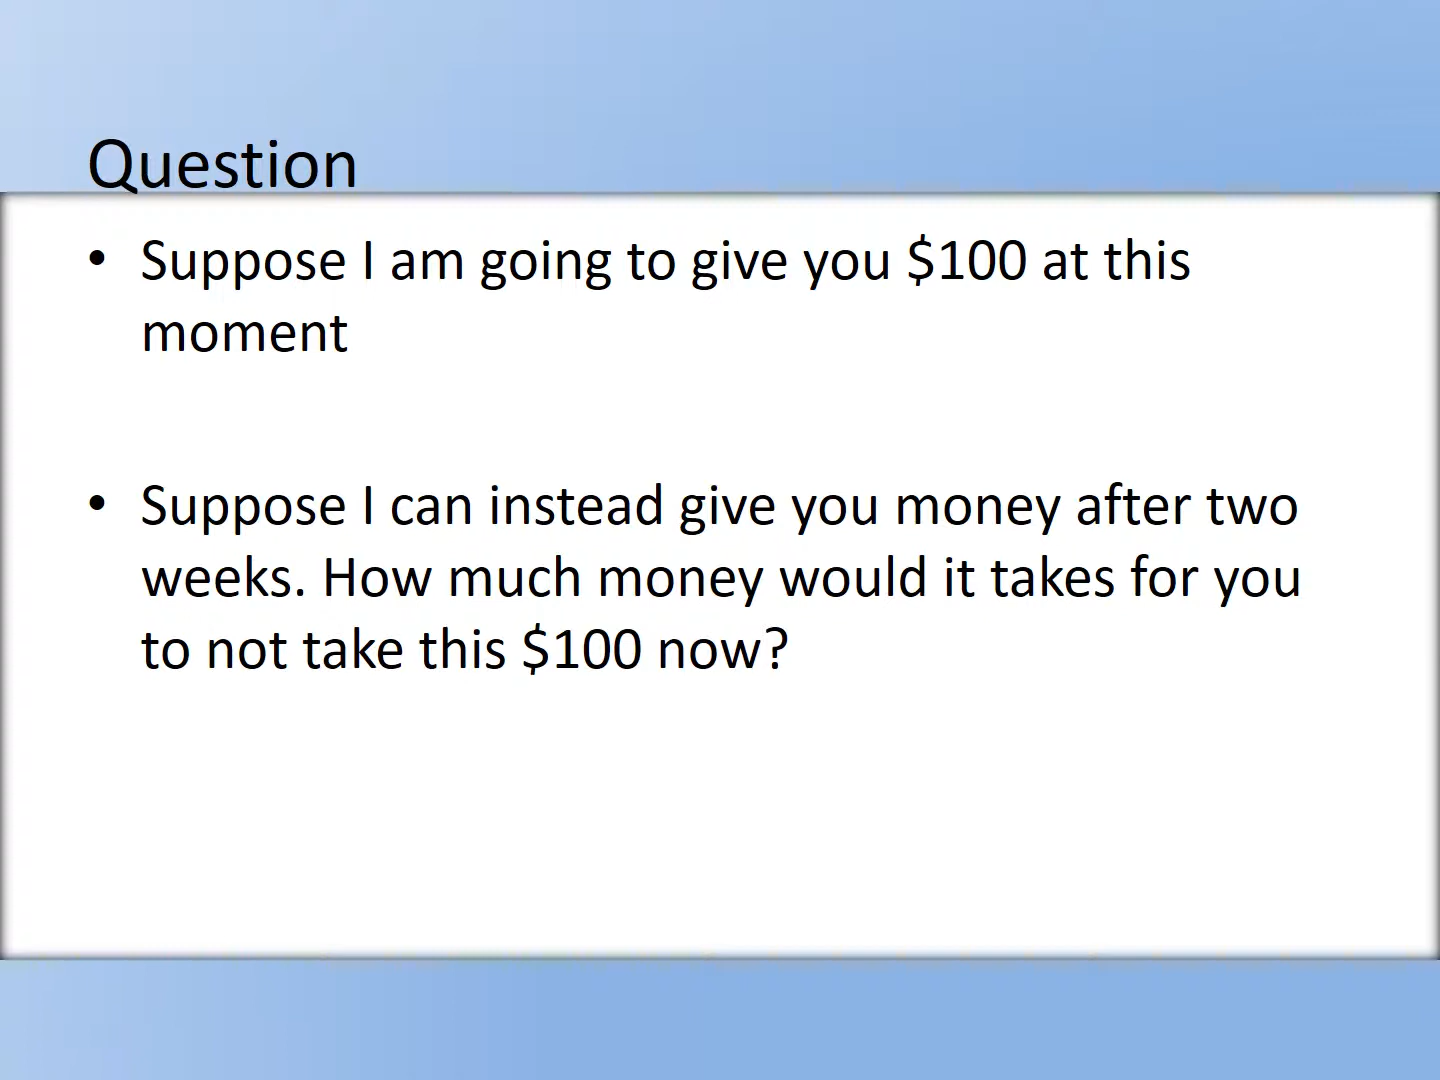 Question
• Suppose I am going to give you $100 at this
moment
• Suppose I can instead give you money after two
weeks. How much money would it takes for you
to not take this $100 now?